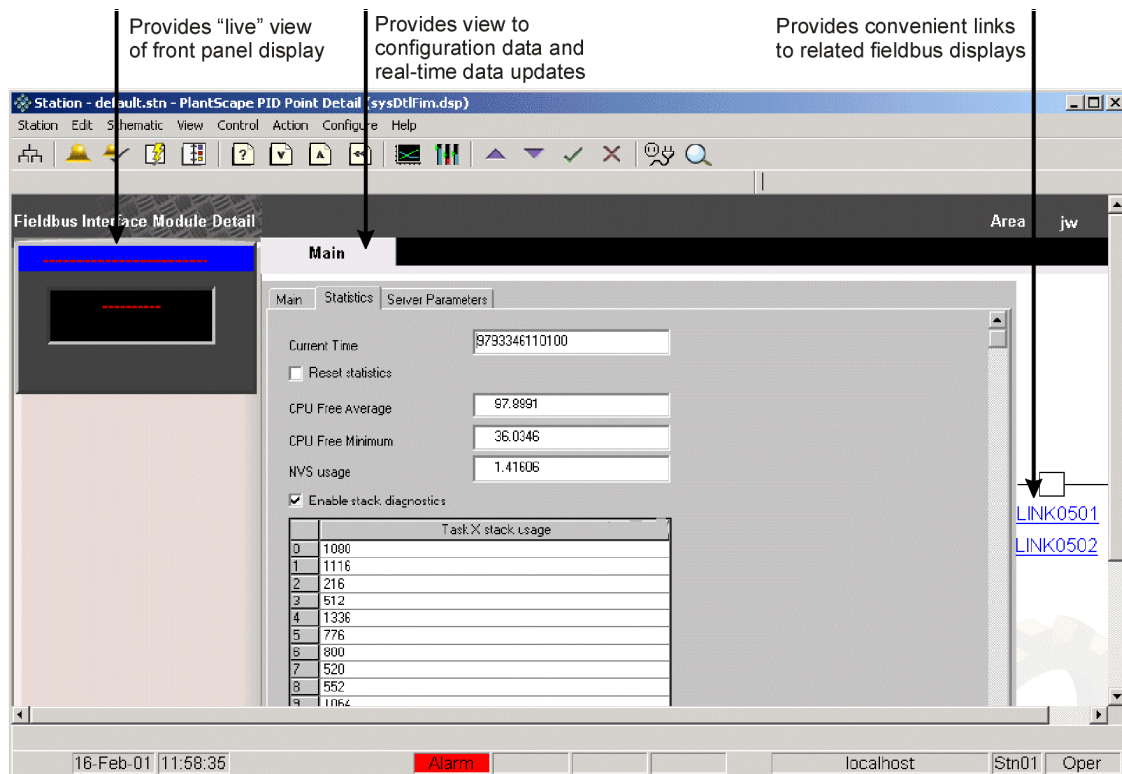 Provides “live” view
of front panel display
Provides view to
configuration data and
real-time data updates
Provides convenient links
to related fieldbus displays
Station - default.stn - PlantScape PID Point Detail (sysDtlFim.dsp)
Station Edit Schematic View Control Action Configure Help
Fieldbus Interface Module Detail
Area jw
Main
Main Statistics Server Parameters
Current Time 9793346110100
Reset statistics
CPU Free Average 97.8991
CPU Free Minimum 36.0346
NVS usage 1.41606
Enable stack diagnostics
Task X stack usage
0 1080
1 1116
2 216
3 512
4 1336
5 776
6 800
7 520
8 552
9 1064
LINK0501
LINK0502
16-Feb-01 11:58:35 Alarm localhost Stn01 Oper